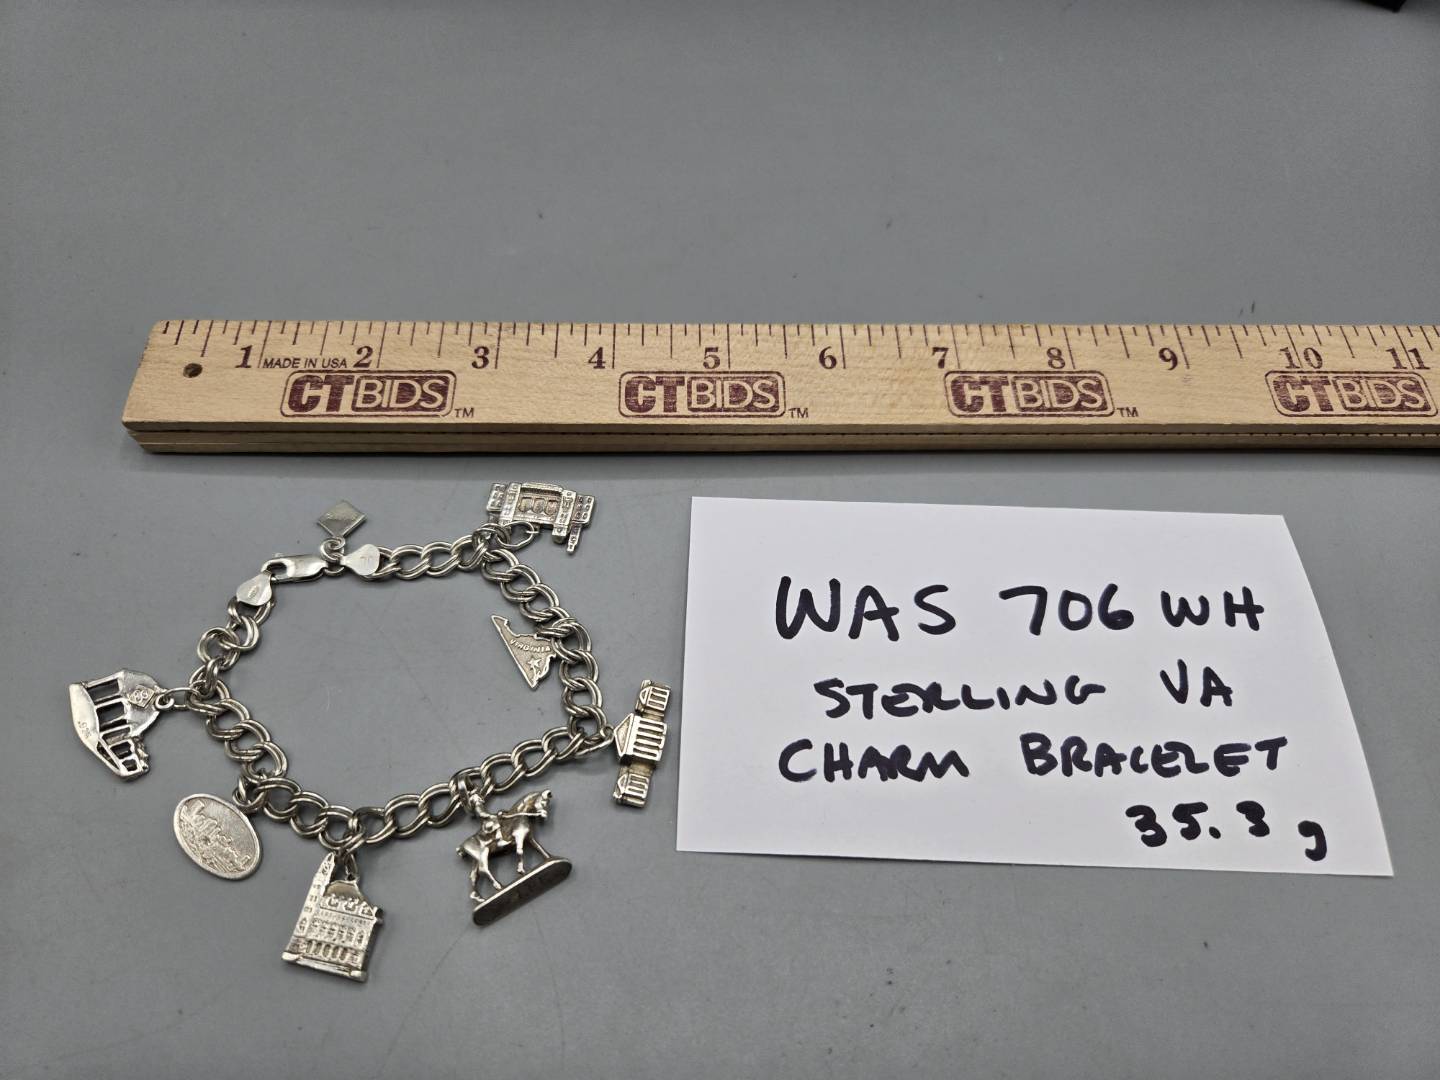 1 MADE IN USA 2 3 4 5 6 7 8 9 10 11
CTBIDS TM CTBIDS TM CTBIDS TM CTBIDS
VIRGINIA
WAS 706 WH
STERLING VA
CHARM BRACELET
35.3 g